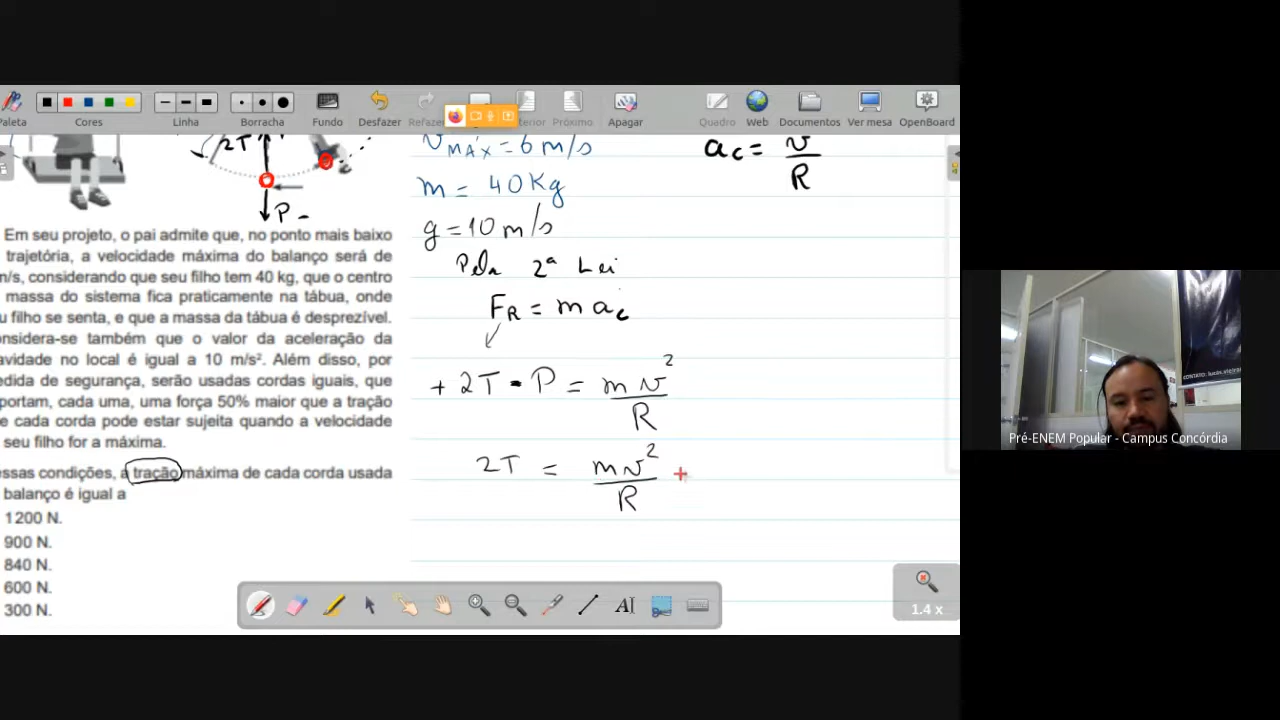 Paleta
Cores
Linha
Borracha
Fundo
Desfazer
Refazer
Próximo
Apagar
Quadro
Web
Documentos
Ver mesa
OpenBoard
2T
P -
Em seu projeto, o pai admite que, no ponto mais baixo
trajetória, a velocidade máxima do balanço será de
n/s, considerando que seu filho tem 40 kg, que o centro
massa do sistema fica praticamente na tábua, onde
u filho se senta, e que a massa da tábua é desprezível.
onsidera-se também que o valor da aceleração da
avidade no local é igual a 10 m/s². Além disso, por
edida de segurança, serão usadas cordas iguais, que
portam, cada uma, uma força 50% maior que a tração
e cada corda pode estar sujeita quando a velocidade
seu filho for a máxima.
essas condições, a tração máxima de cada corda usada
balanço é igual a
1 200 N.
900 N.
840 N.
600 N.
300 N.
v MÁX = 6 m/s
m = 40 Kg
g = 10 m/s
Pela 2ª Lei
FR = m ac
+ 2T - P = m v² / R
2T = m v² / R +
ac = v / R
1.4 x
Pré-ENEM Popular - Campus Concórdia